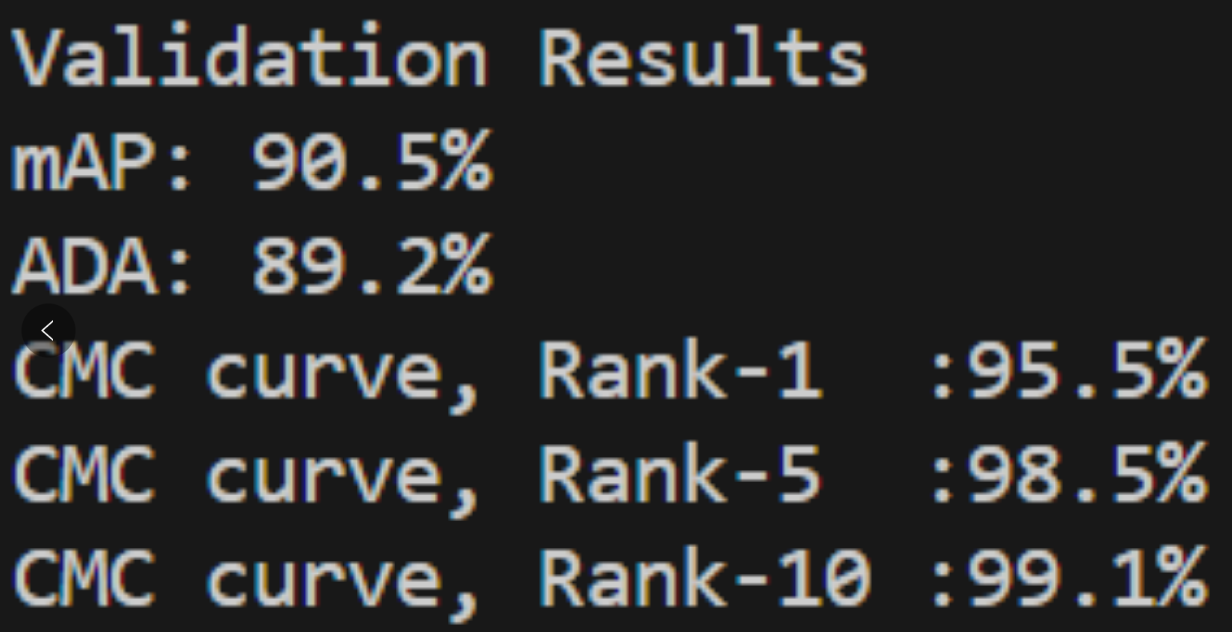 Validation Results
mAP: 90.5%
ADA: 89.2%
CMC curve, Rank-1  :95.5%
CMC curve, Rank-5  :98.5%
CMC curve, Rank-10 :99.1%